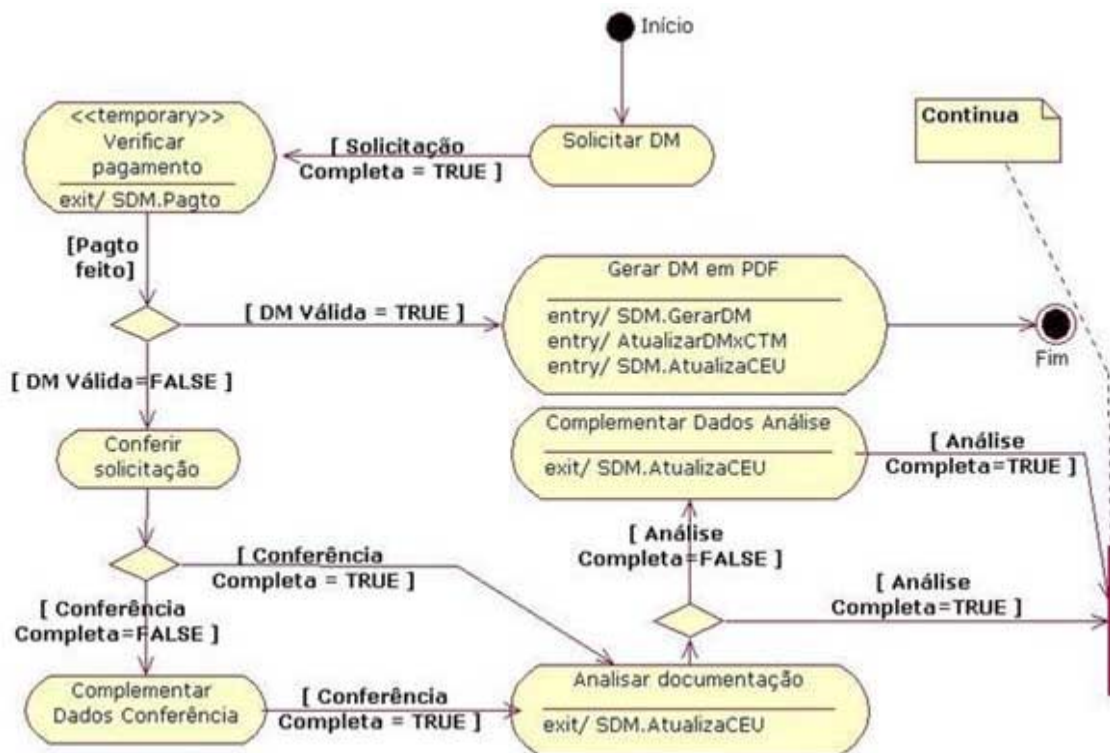 Início
Solicitar DM
[ Solicitação
Completa = TRUE ]
<<temporary>>
Verificar
pagamento
exit/ SDM.Pagto
Continua
[Pagto
feito]
[ DM Válida = TRUE ]
Gerar DM em PDF
entry/ SDM.GerarDM
entry/ AtualizarDMxCTM
entry/ SDM.AtualizaCEU
Fim
[ DM Válida=FALSE ]
Conferir
solicitação
Complementar Dados Análise
exit/ SDM.AtualizaCEU
[ Análise
Completa=TRUE ]
[ Conferência
Completa = TRUE ]
[ Análise
Completa=FALSE ]
[ Análise
Completa=TRUE ]
[ Conferência
Completa=FALSE ]
Complementar
Dados Conferência
[ Conferência
Completa = TRUE ]
Analisar documentação
exit/ SDM.AtualizaCEU